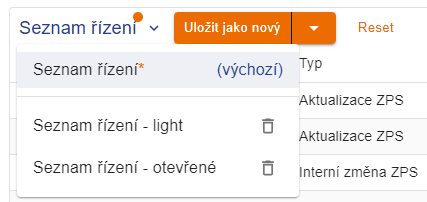 Seznam řízení Uložit jako nový Reset
Seznam řízení* (výchozí) Typ
Aktualizace ZPS
Seznam řízení - light Aktualizace ZPS
Seznam řízení - otevřené Interní změna ZPS